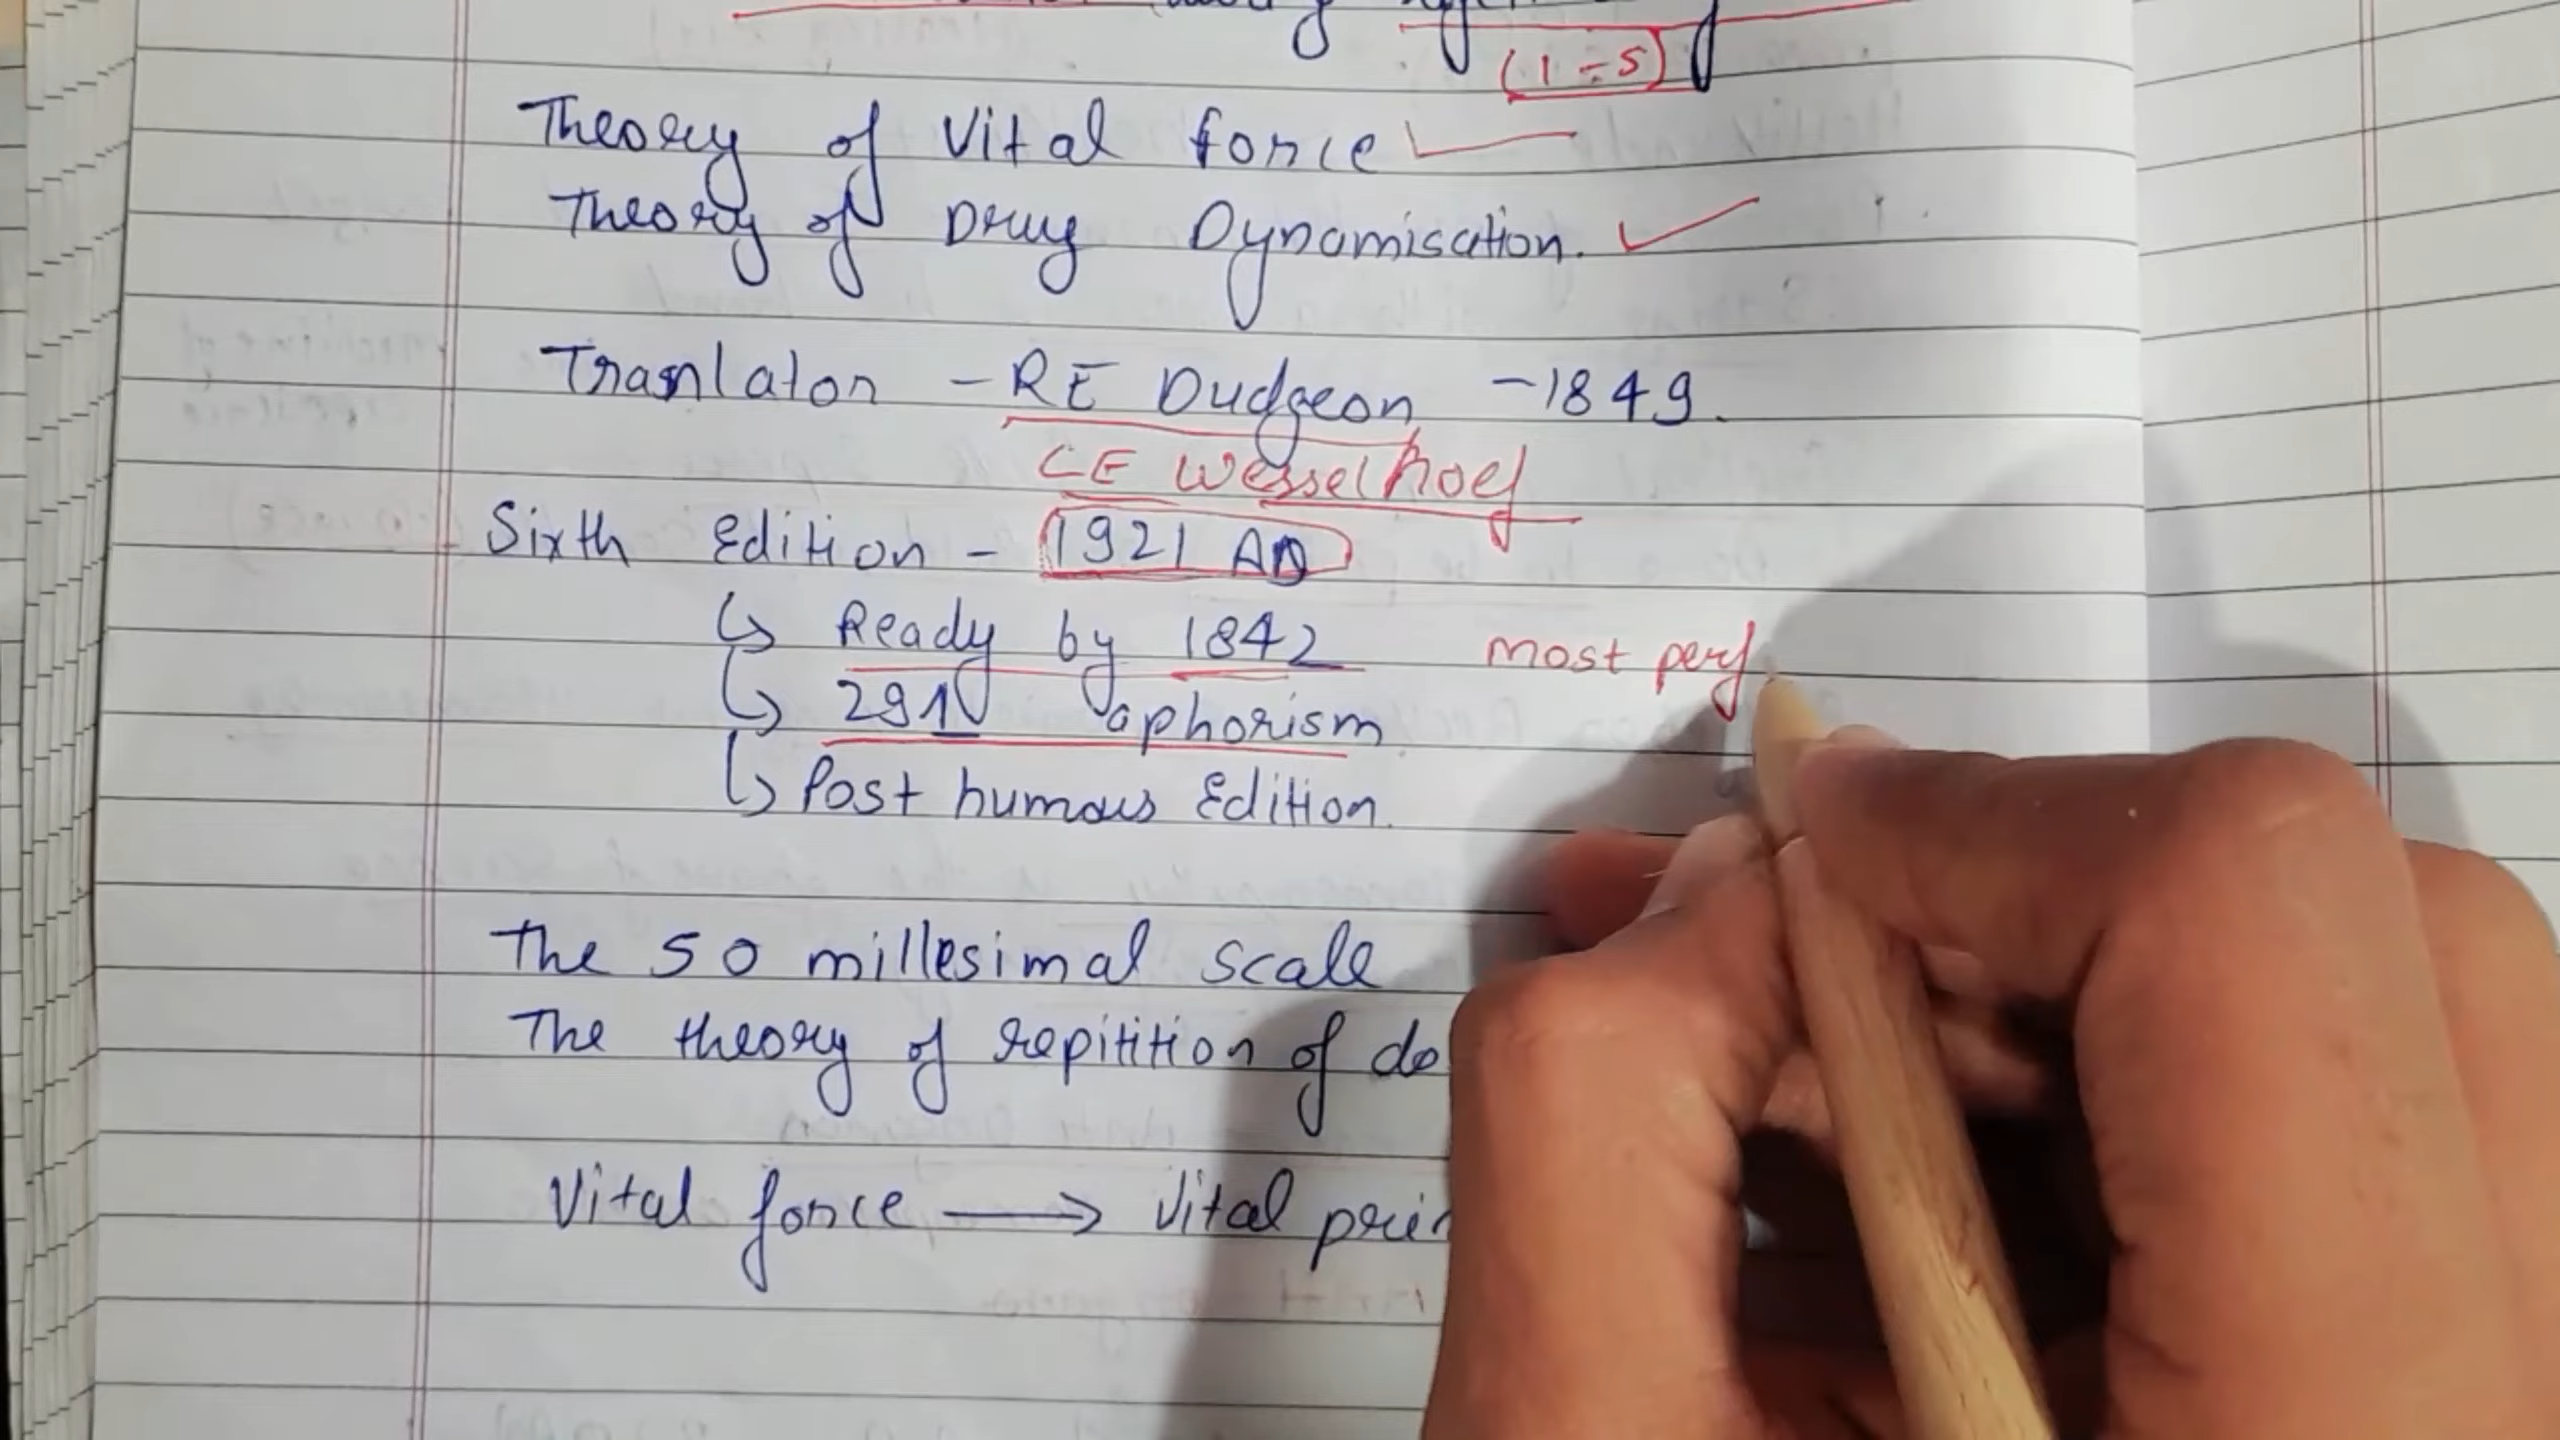 (1-5)
Theory of Vital force
Theory of Drug Dynamisation.
Tranlator - RE Dudgeon -1849.
CE Wesselhoef
Sixth Edition - 1921 AD
Ready by 1842 most perf
291 aphorism
Post humous Edition.
The 50 millesimal scale
The theory of repitition of do
Vital force → Vital prin